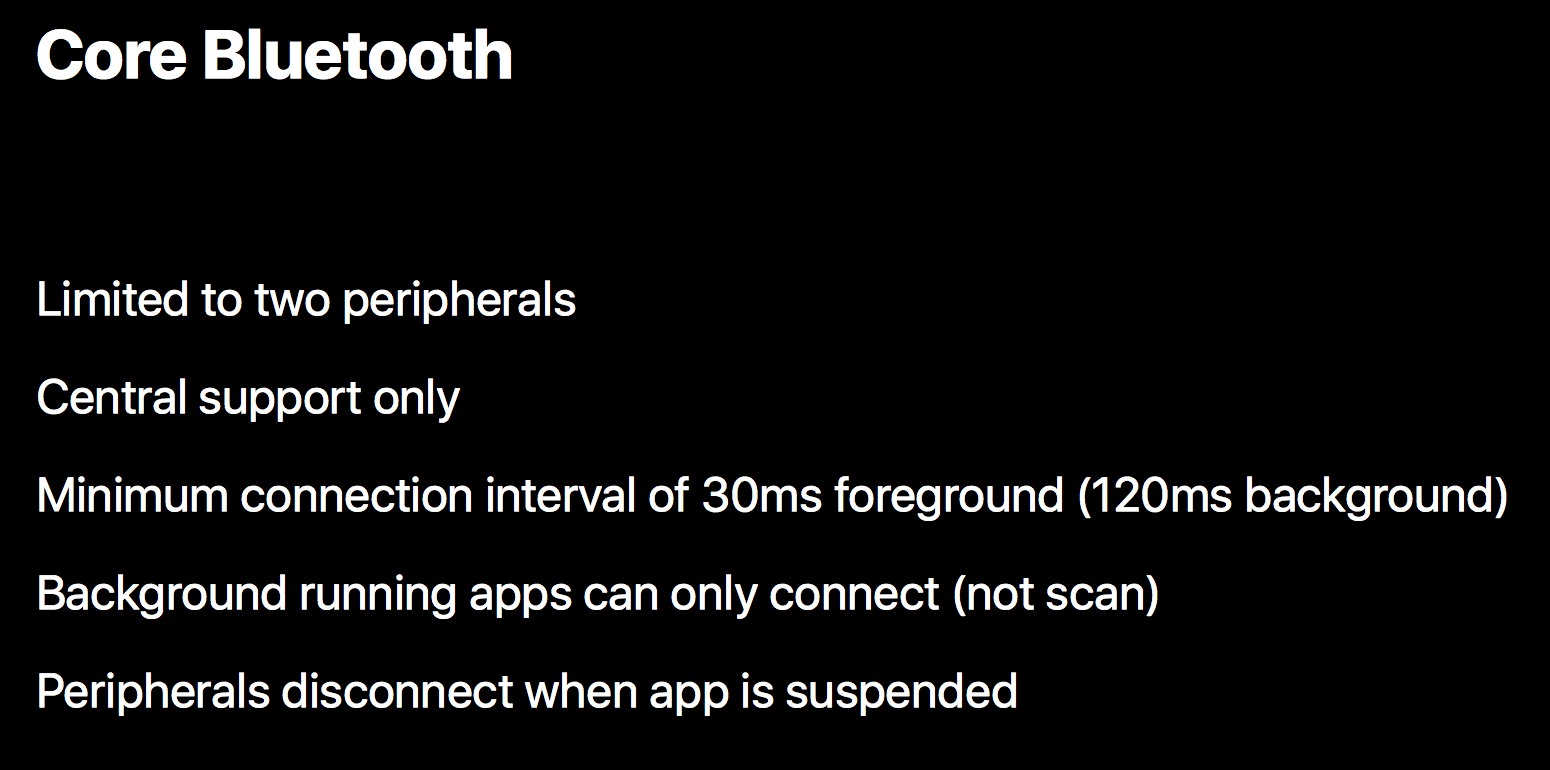 Core Bluetooth
Limited to two peripherals
Central support only
Minimum connection interval of 30ms foreground (120ms background)
Background running apps can only connect (not scan)
Peripherals disconnect when app is suspended